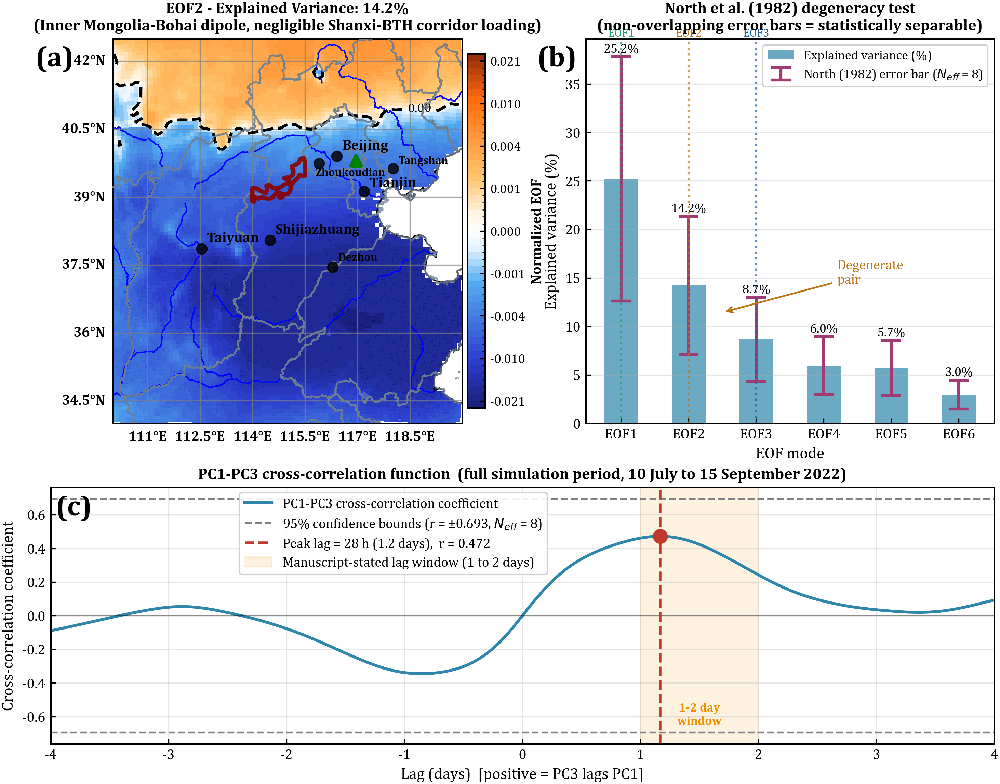 EOF2 - Explained Variance: 14.2%
(Inner Mongolia-Bohai dipole, negligible Shanxi-BTH corridor loading)
(a)
42°N
40.5°N
39°N
37.5°N
36°N
34.5°N
111°E 112.5°E 114°E 115.5°E 117°E 118.5°E
0.00
Beijing
Tangshan
Zhoukoudian
Tianjin
Shijiazhuang
Taiyuan
Dezhou
0.021
0.010
0.004
0.001
0.000
-0.001
-0.004
-0.010
-0.021
Normalized EOF
North et al. (1982) degeneracy test
(non-overlapping error bars = statistically separable)
(b)
EOF1 EOF2 EOF3
Explained variance (%)
North (1982) error bar (Neff = 8)
25.2%
14.2%
8.7%
6.0%
5.7%
3.0%
Degenerate
pair
Explained variance (%)
35
30
25
20
15
10
5
0
EOF1 EOF2 EOF3 EOF4 EOF5 EOF6
EOF mode
PC1-PC3 cross-correlation function (full simulation period, 10 July to 15 September 2022)
(c)
PC1-PC3 cross-correlation coefficient
95% confidence bounds (r = ±0.693, Neff = 8)
Peak lag = 28 h (1.2 days), r = 0.472
Manuscript-stated lag window (1 to 2 days)
1-2 day
window
Cross-correlation coefficient
0.6
0.4
0.2
0.0
-0.2
-0.4
-0.6
-4 -3 -2 -1 0 1 2 3 4
Lag (days) [positive = PC3 lags PC1]